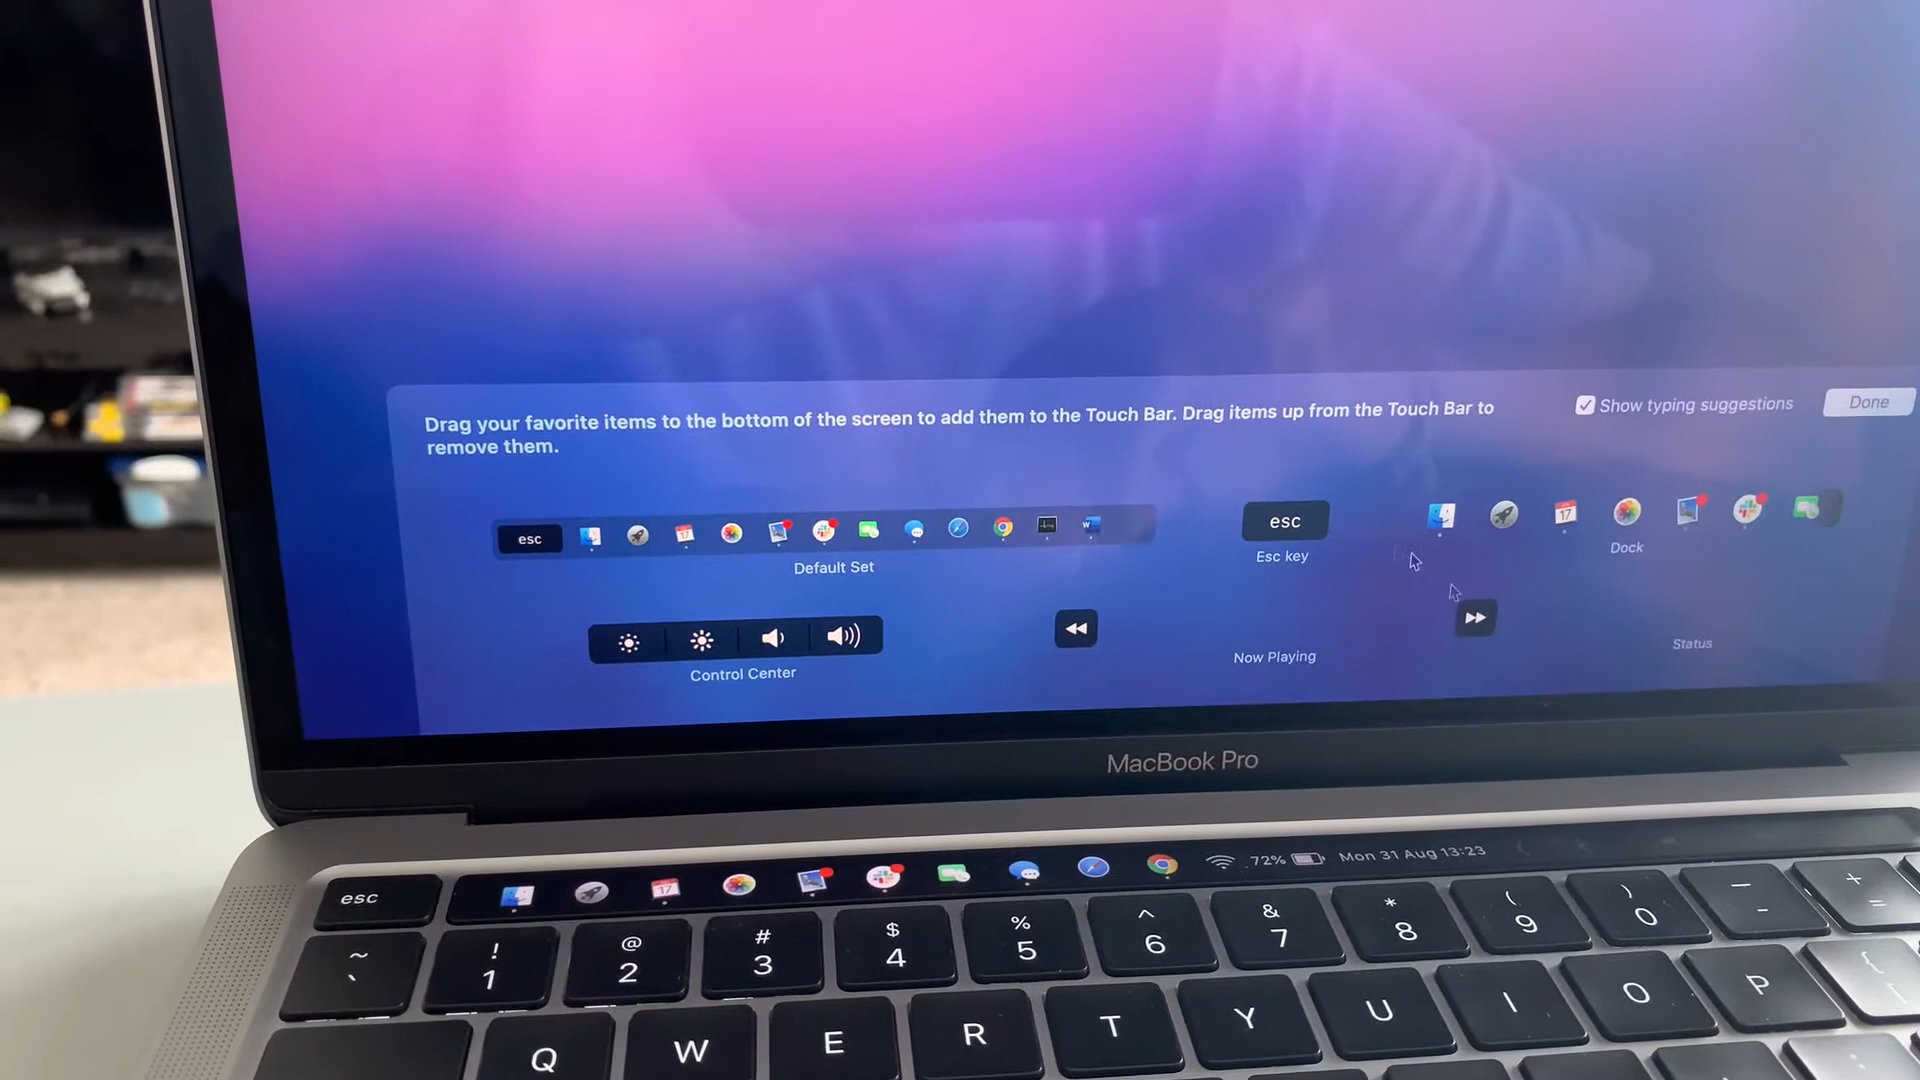 Drag your favorite items to the bottom of the screen to add them to the Touch Bar. Drag items up from the Touch Bar to
remove them.
Show typing suggestions
Done
esc
17
W
Default Set
esc
Esc key
17
Dock
Control Center
Now Playing
Status
MacBook Pro
esc
17
72%
Mon 31 Aug 13:23
~ `
! 1
@ 2
# 3
$ 4
% 5
^ 6
& 7
* 8
( 9
) 0
— -
+ =
Q
W
E
R
T
Y
U
I
O
P
{ [